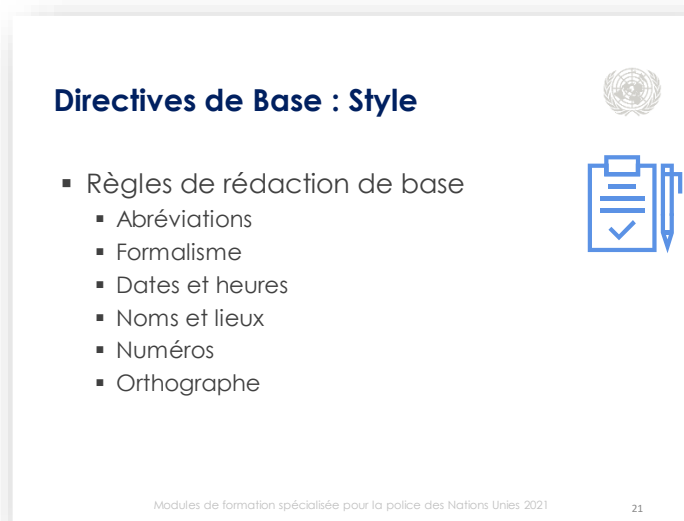 Directives de Base : Style
▪ Règles de rédaction de base
▪ Abréviations
▪ Formalisme
▪ Dates et heures
▪ Noms et lieux
▪ Numéros
▪ Orthographe
Modules de formation spécialisée pour la police des Nations Unies 2021
21